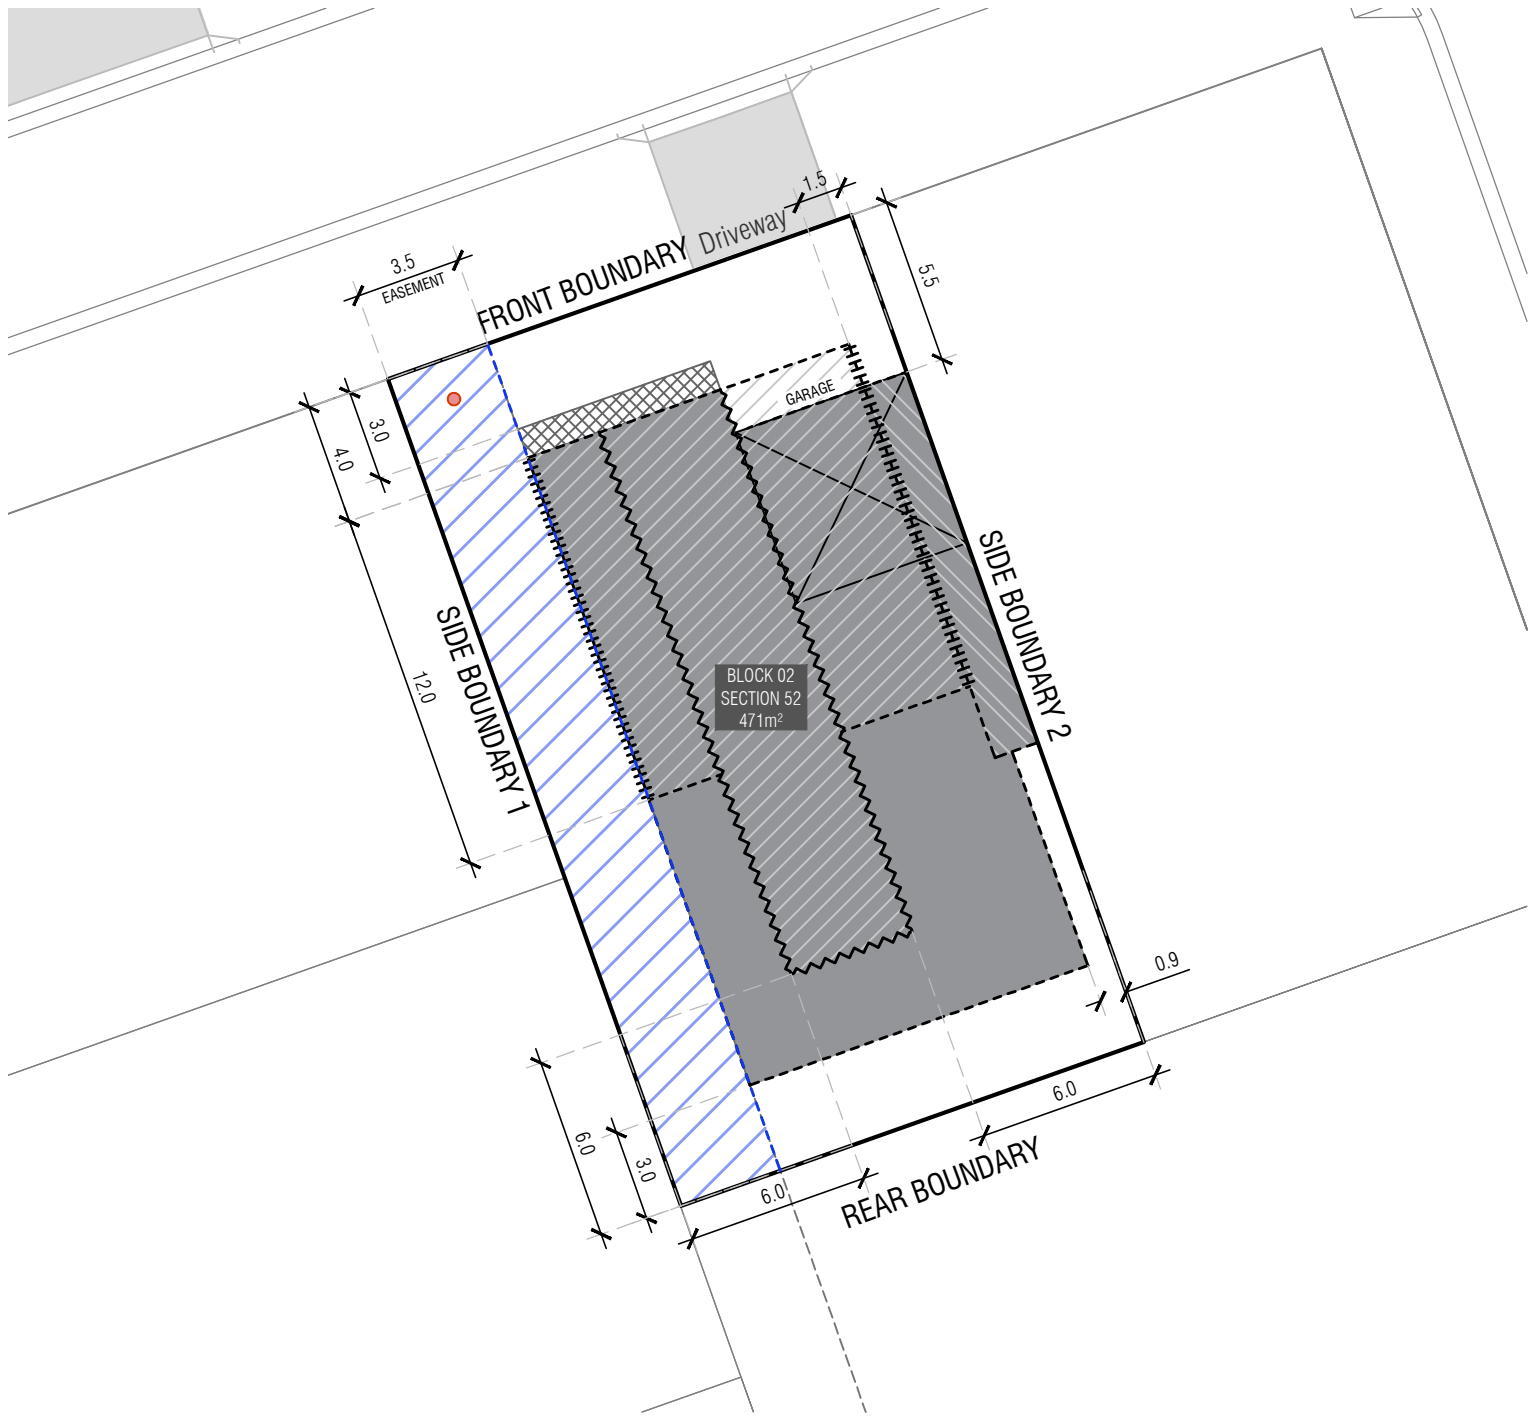 1.5
Driveway
3.5
EASEMENT
FRONT BOUNDARY
5.5
GARAGE
3.0
4.0
12.0
SIDE BOUNDARY 1
SIDE BOUNDARY 2
BLOCK 02
SECTION 52
471m²
0.9
6.0
3.0
6.0
6.0
REAR BOUNDARY